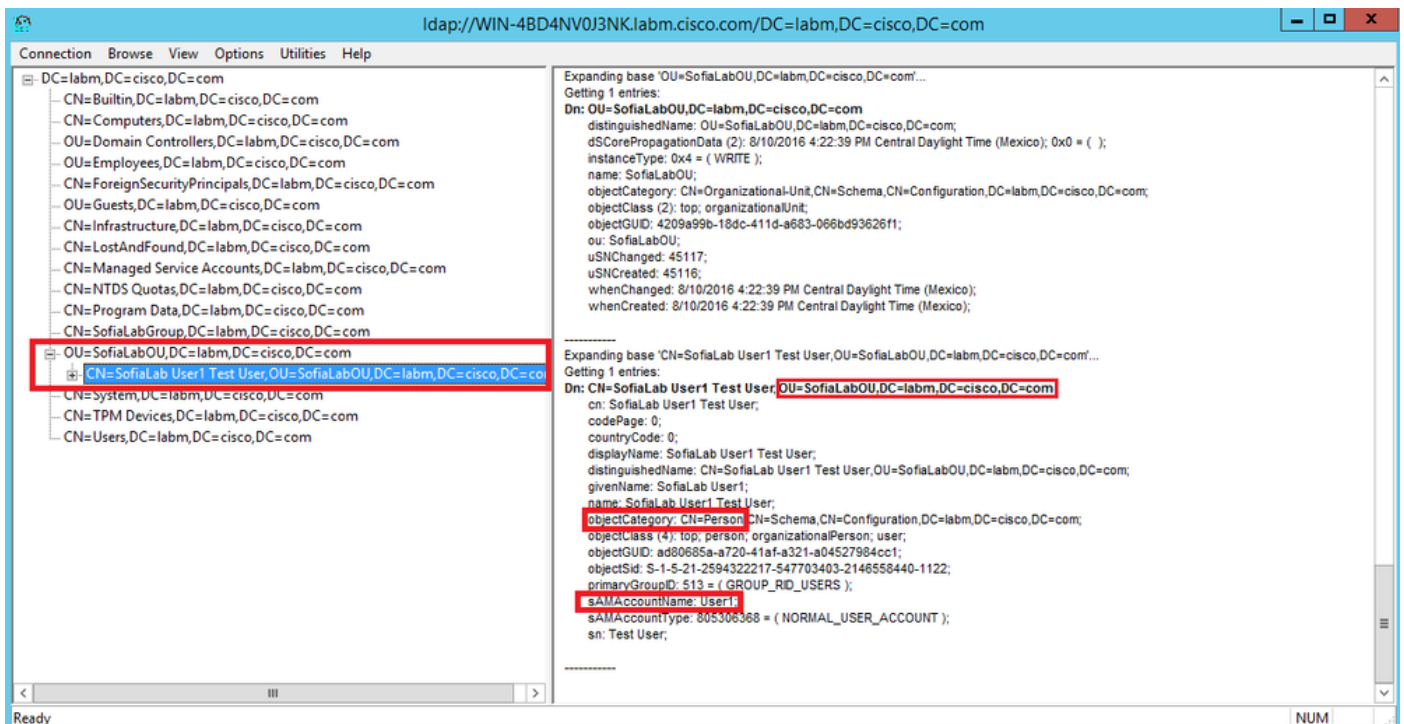 ldap://WIN-4BD4NV0J3NK.labm.cisco.com/DC=labm,DC=cisco,DC=com
Connection Browse View Options Utilities Help
DC=labm,DC=cisco,DC=com
CN=Builtin,DC=labm,DC=cisco,DC=com
CN=Computers,DC=labm,DC=cisco,DC=com
OU=Domain Controllers,DC=labm,DC=cisco,DC=com
OU=Employees,DC=labm,DC=cisco,DC=com
CN=ForeignSecurityPrincipals,DC=labm,DC=cisco,DC=com
OU=Guests,DC=labm,DC=cisco,DC=com
CN=Infrastructure,DC=labm,DC=cisco,DC=com
CN=LostAndFound,DC=labm,DC=cisco,DC=com
CN=Managed Service Accounts,DC=labm,DC=cisco,DC=com
CN=NTDS Quotas,DC=labm,DC=cisco,DC=com
CN=Program Data,DC=labm,DC=cisco,DC=com
CN=SofiaLabGroup,DC=labm,DC=cisco,DC=com
OU=SofiaLabOU,DC=labm,DC=cisco,DC=com
CN=SofiaLab User1 Test User,OU=SofiaLabOU,DC=labm,DC=cisco,DC=co
CN=System,DC=labm,DC=cisco,DC=com
CN=TPM Devices,DC=labm,DC=cisco,DC=com
CN=Users,DC=labm,DC=cisco,DC=com
Expanding base 'OU=SofiaLabOU,DC=labm,DC=cisco,DC=com'...
Getting 1 entries:
Dn: OU=SofiaLabOU,DC=labm,DC=cisco,DC=com
distinguishedName: OU=SofiaLabOU,DC=labm,DC=cisco,DC=com;
dSCorePropagationData (2): 8/10/2016 4:22:39 PM Central Daylight Time (Mexico); 0x0 = ( );
instanceType: 0x4 = ( WRITE );
name: SofiaLabOU;
objectCategory: CN=Organizational-Unit,CN=Schema,CN=Configuration,DC=labm,DC=cisco,DC=com;
objectClass (2): top; organizationalUnit;
objectGUID: 4209a99b-18dc-411d-a683-066bd93626f1;
ou: SofiaLabOU;
uSNChanged: 45117;
uSNCreated: 45116;
whenChanged: 8/10/2016 4:22:39 PM Central Daylight Time (Mexico);
whenCreated: 8/10/2016 4:22:39 PM Central Daylight Time (Mexico);
-----------
Expanding base 'CN=SofiaLab User1 Test User,OU=SofiaLabOU,DC=labm,DC=cisco,DC=com'...
Getting 1 entries:
Dn: CN=SofiaLab User1 Test User,OU=SofiaLabOU,DC=labm,DC=cisco,DC=com
cn: SofiaLab User1 Test User;
codePage: 0;
countryCode: 0;
displayName: SofiaLab User1 Test User;
distinguishedName: CN=SofiaLab User1 Test User,OU=SofiaLabOU,DC=labm,DC=cisco,DC=com;
givenName: SofiaLab User1;
name: SofiaLab User1 Test User;
objectCategory: CN=Person,CN=Schema,CN=Configuration,DC=labm,DC=cisco,DC=com;
objectClass (4): top; person; organizationalPerson; user;
objectGUID: ad80685a-a720-41af-a321-a04527984cc1;
objectSid: S-1-5-21-2594322217-547703403-2146558440-1122;
primaryGroupID: 513 = ( GROUP_RID_USERS );
sAMAccountName: User1;
sAMAccountType: 805306368 = ( NORMAL_USER_ACCOUNT );
sn: Test User;
-----------
Ready
NUM